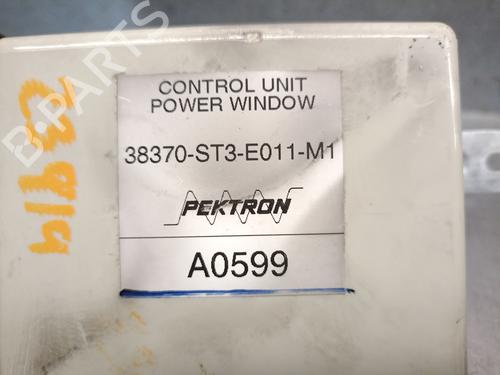 CONTROL UNIT
POWER WINDOW
38370-ST3-E011-M1
PEKTRON
A0599
B-PARTS